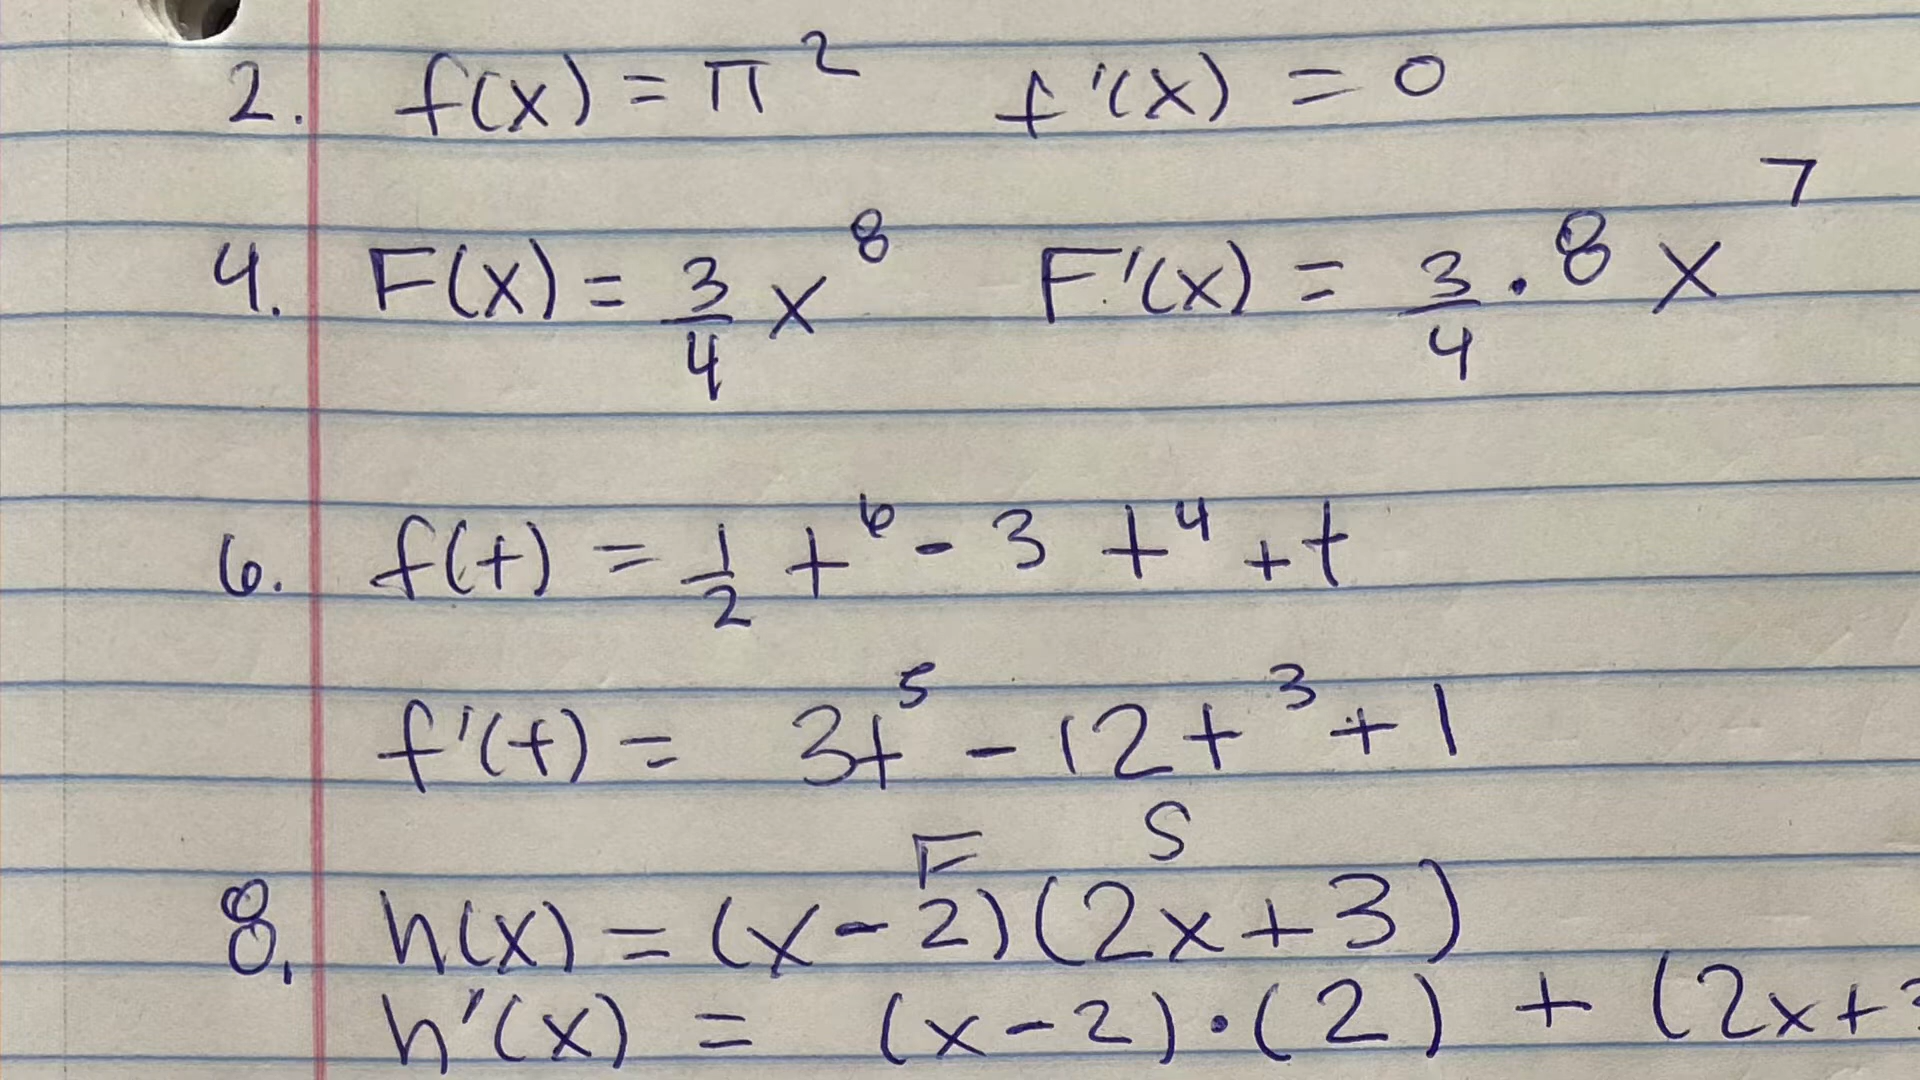 2. f(x) = π² f'(x) = 0
4. F(x) = 3/4 x⁸ F'(x) = 3/4 · 8 x⁷
6. f(t) = 1/2 t⁶ - 3 t⁴ + t
f'(t) = 3t⁵ - 12t³ + 1
F S
8. h(x) = (x - 2)(2x + 3)
h'(x) = (x - 2) · (2) + (2x +